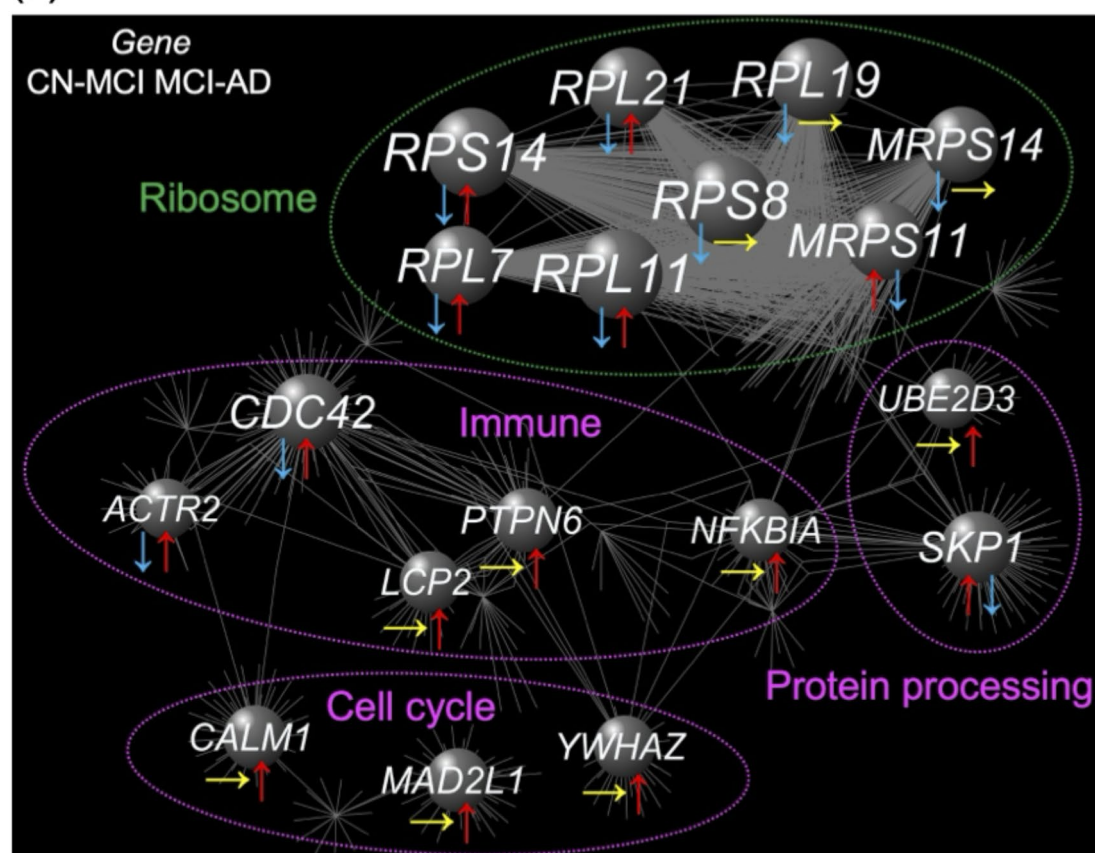 Gene
CN-MCI MCI-AD
RPL21
RPL19
RPS14
MRPS14
Ribosome
RPS8
MRPS11
RPL7
RPL11
CDC42
Immune
UBE2D3
ACTR2
PTPN6
NFKBIA
SKP1
LCP2
Protein processing
Cell cycle
CALM1
YWHAZ
MAD2L1